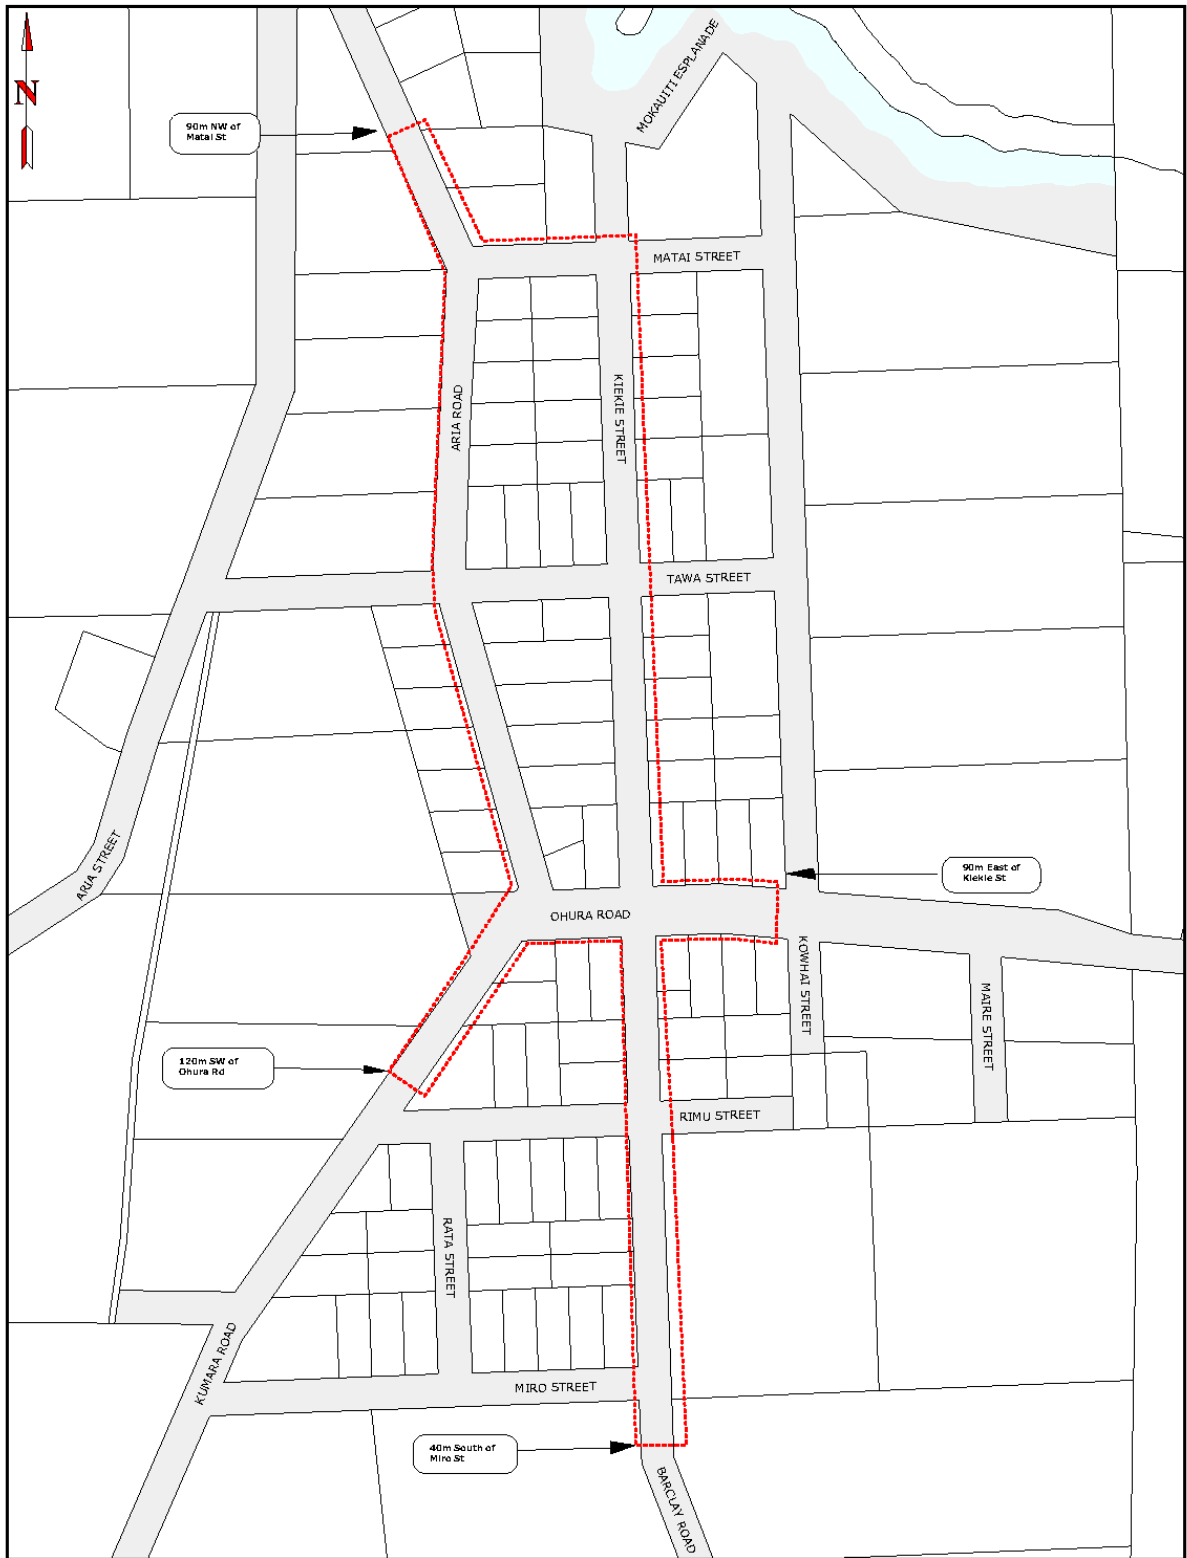 MOKAUITI ESPLANADE
N
90m NW of
Matai St
MATAI STREET
KIEKIE STREET
ARIA ROAD
TAWA STREET
ARIA STREET
90m East of
Kiekie St
OHURA ROAD
KOWHAI STREET
MAIRE STREET
120m SW of
Ohura Rd
RIMU STREET
RATA STREET
KUMARA ROAD
MIRO STREET
40m South of
Miro St
BARCLAY ROAD